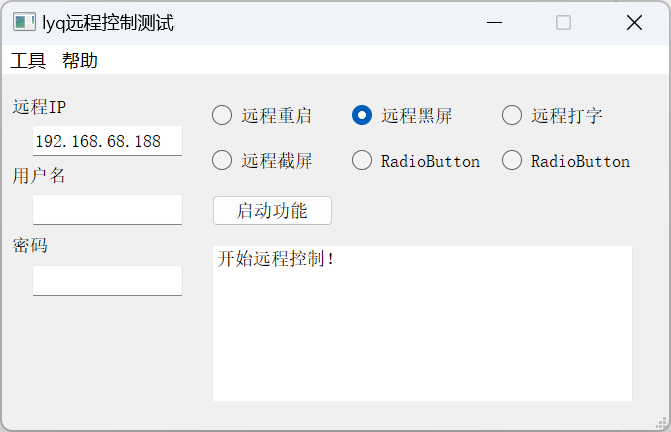 lyq远程控制测试
工具 帮助
远程IP
192.168.68.188
用户名
密码
远程重启 远程黑屏 远程打字
远程截屏 RadioButton RadioButton
启动功能
开始远程控制!